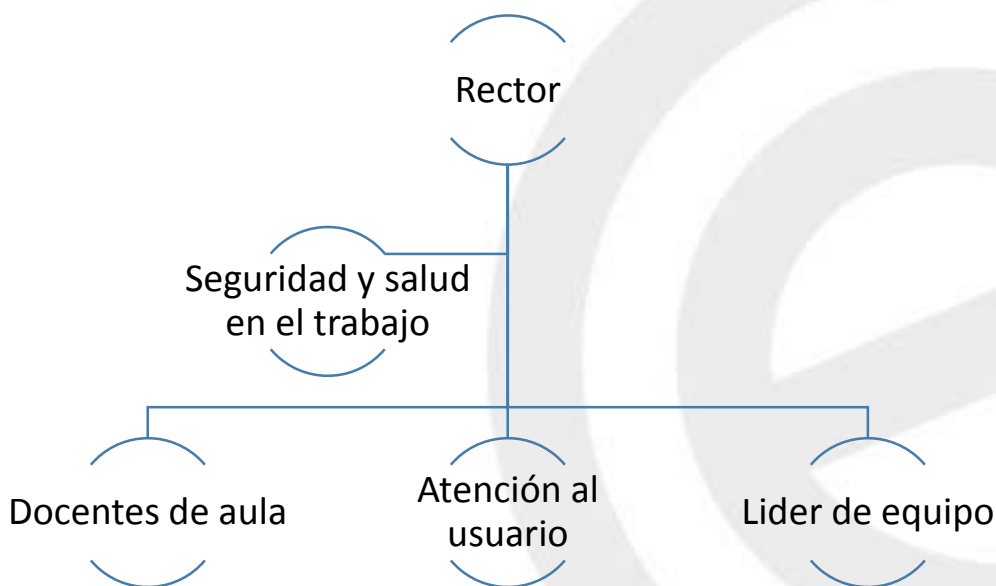 Rector
Seguridad y salud
en el trabajo
Docentes de aula
Atención al
usuario
Lider de equipo